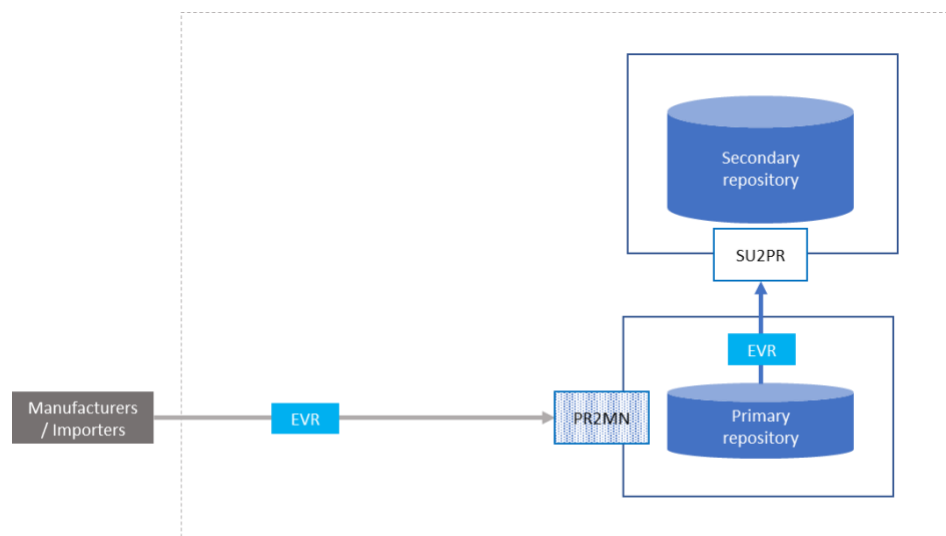 Secondary
repository
SU2PR
EVR
Manufacturers
/ Importers
EVR
PR2MN
Primary
repository